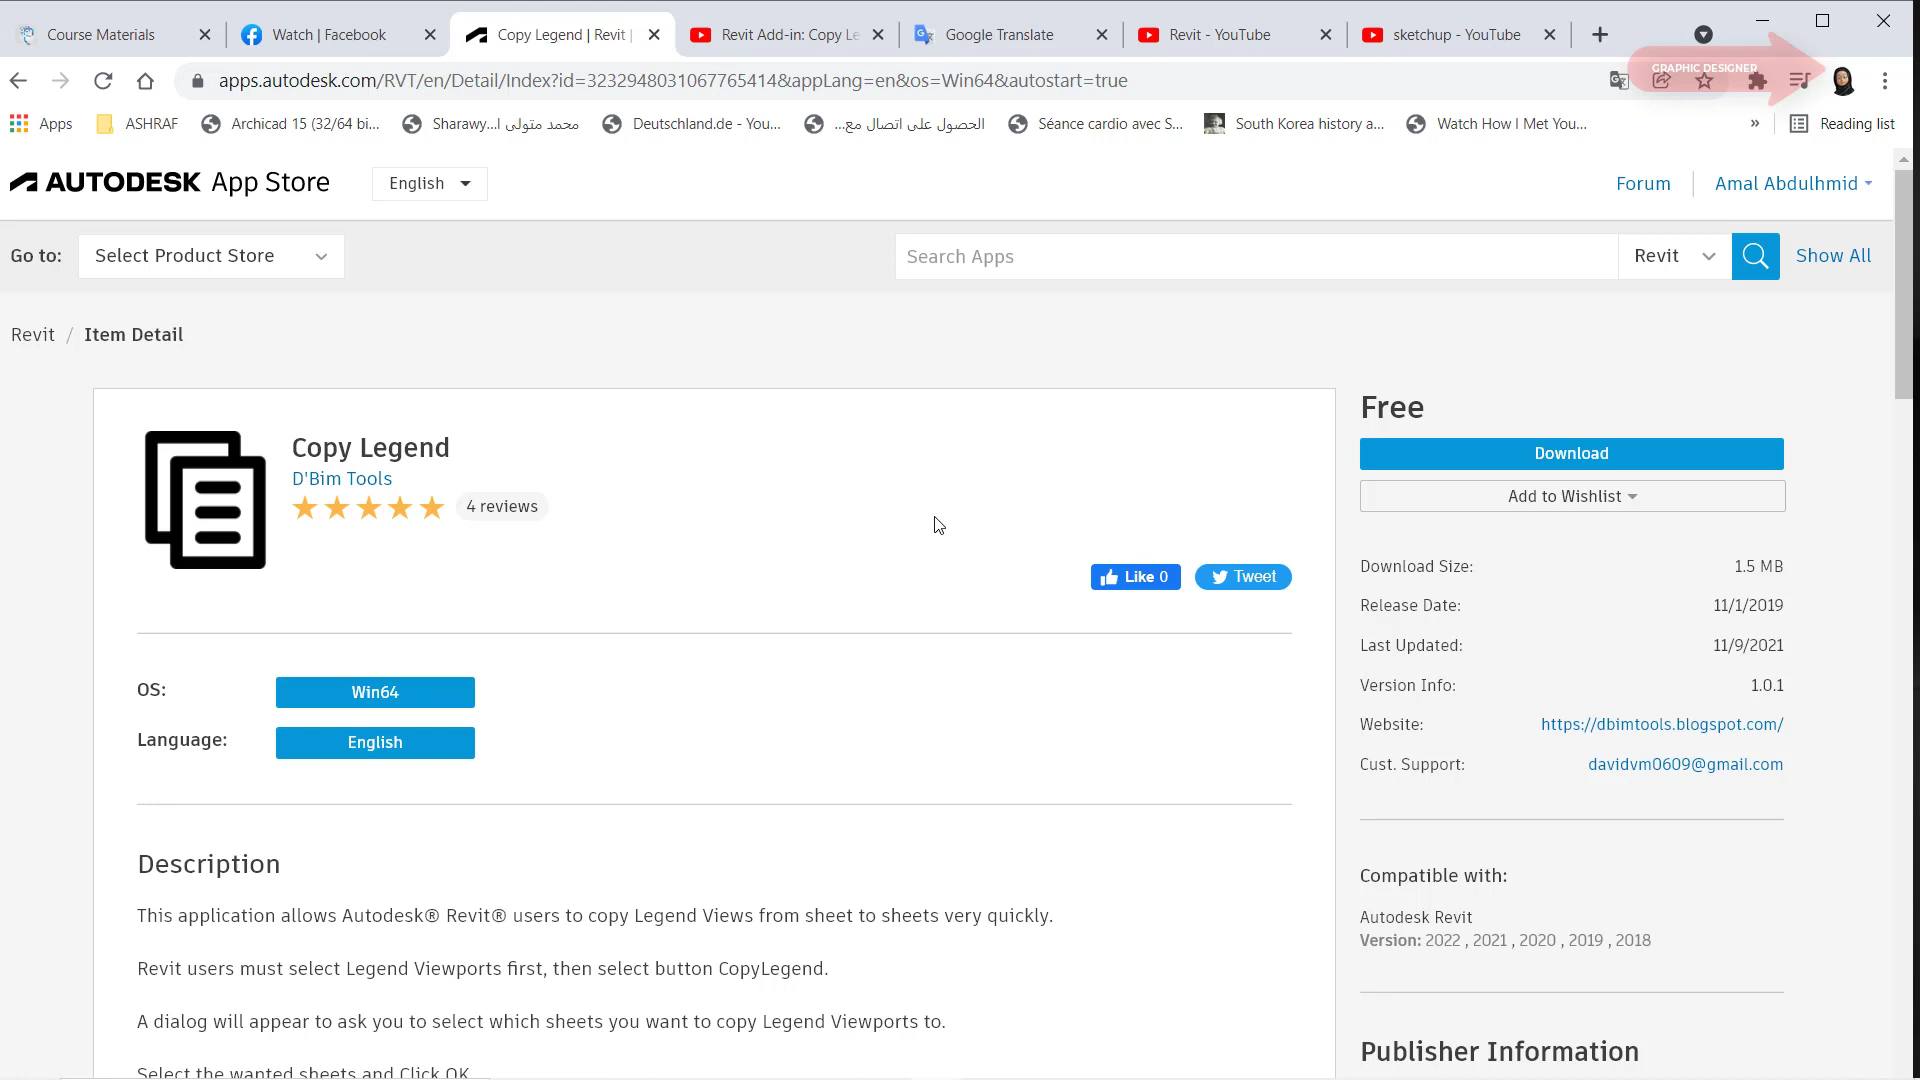 Course Materials
Watch | Facebook
Copy Legend | Revit |
Revit Add-in: Copy Le
Google Translate
Revit - YouTube
sketchup - YouTube
apps.autodesk.com/RVT/en/Detail/Index?id=3232948031067765414&appLang=en&os=Win64&autostart=true
GRAPHIC DESIGNER
Apps
ASHRAF
Archicad 15 (32/64 bi...
Sharawy...محمد متولى ا
Deutschland.de - You...
الحصول على اتصال مع...
Séance cardio avec S...
South Korea history a...
Watch How I Met You...
»
Reading list
AUTODESK App Store
English
Forum
Amal Abdulhmid
Go to:
Select Product Store
Search Apps
Revit
Show All
Revit / Item Detail
Copy Legend
D'Bim Tools
4 reviews
Like 0
Tweet
OS:
Win64
Language:
English
Description
This application allows Autodesk® Revit® users to copy Legend Views from sheet to sheets very quickly.
Revit users must select Legend Viewports first, then select button CopyLegend.
A dialog will appear to ask you to select which sheets you want to copy Legend Viewports to.
Select the wanted sheets and Click OK
Free
Download
Add to Wishlist
Download Size: 1.5 MB
Release Date: 11/1/2019
Last Updated: 11/9/2021
Version Info: 1.0.1
Website: https://dbimtools.blogspot.com/
Cust. Support: davidvm0609@gmail.com
Compatible with:
Autodesk Revit
Version: 2022 , 2021 , 2020 , 2019 , 2018
Publisher Information